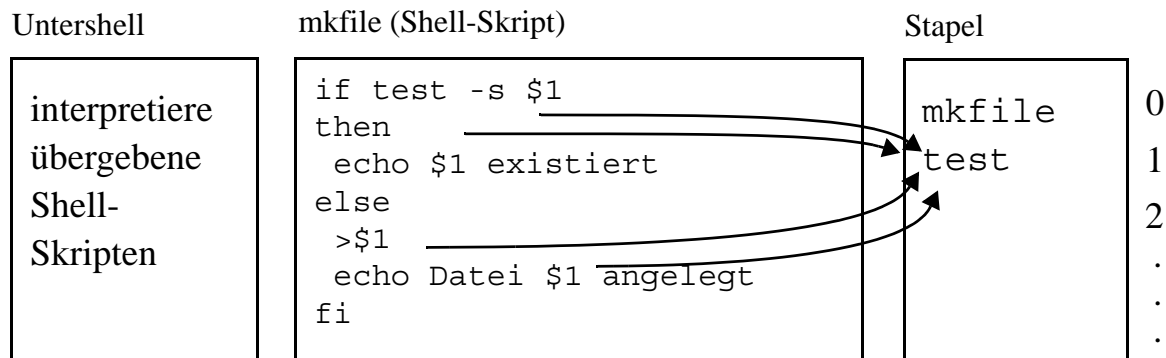 Untershell
interpretiere
übergebene
Shell-
Skripten
mkfile (Shell-Skript)
if test -s $1
then
echo $1 existiert
else
>$1
echo Datei $1 angelegt
fi
Stapel
mkfile
test
0
1
2
.
.
.